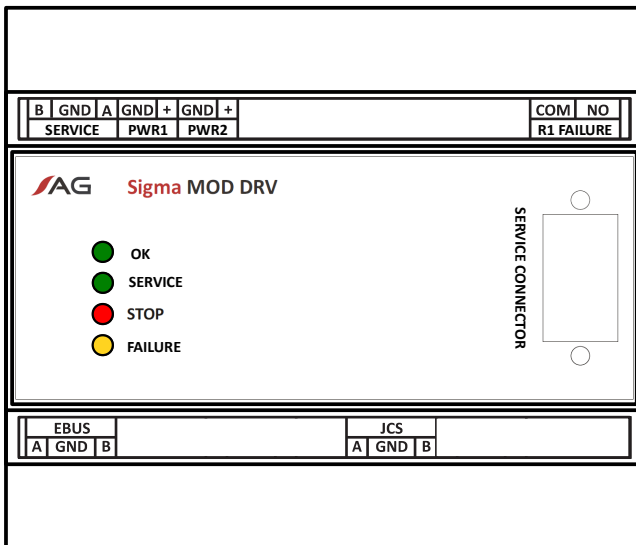 B GND A GND + GND + COM NO
SERVICE PWR1 PWR2 R1 FAILURE
AG Sigma MOD DRV
OK
SERVICE
STOP
FAILURE
SERVICE CONNECTOR
EBUS JCS
A GND B A GND B